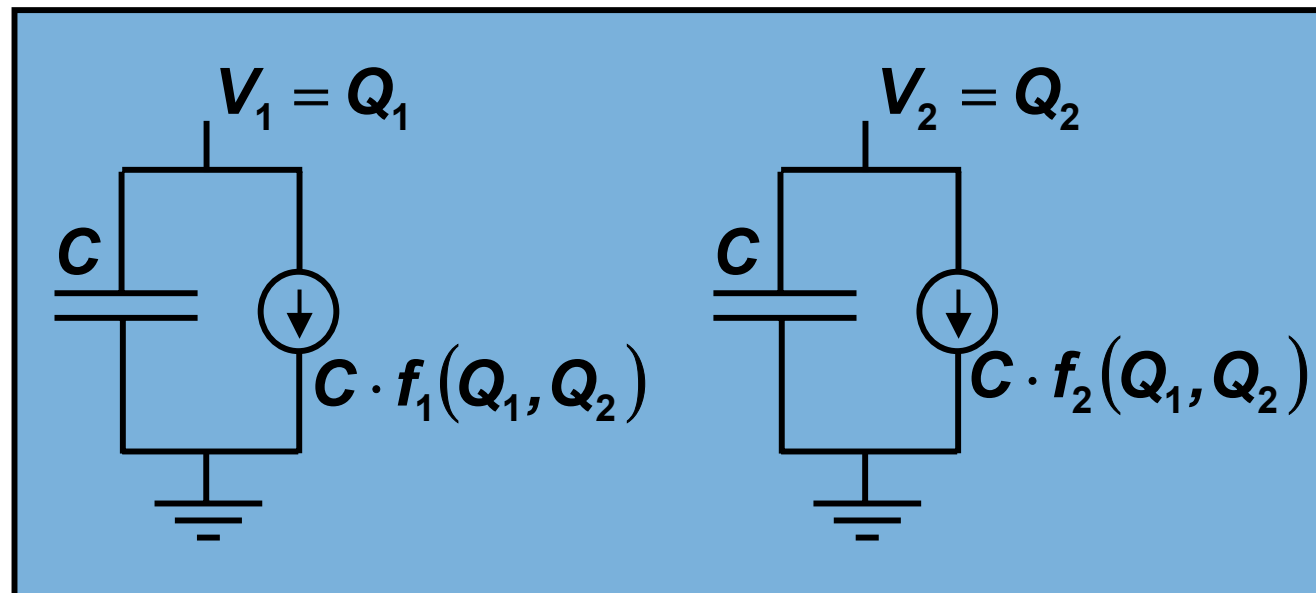 V₁ = Q₁
V₂ = Q₂
C
C
C · f₁(Q₁, Q₂)
C · f₂(Q₁, Q₂)